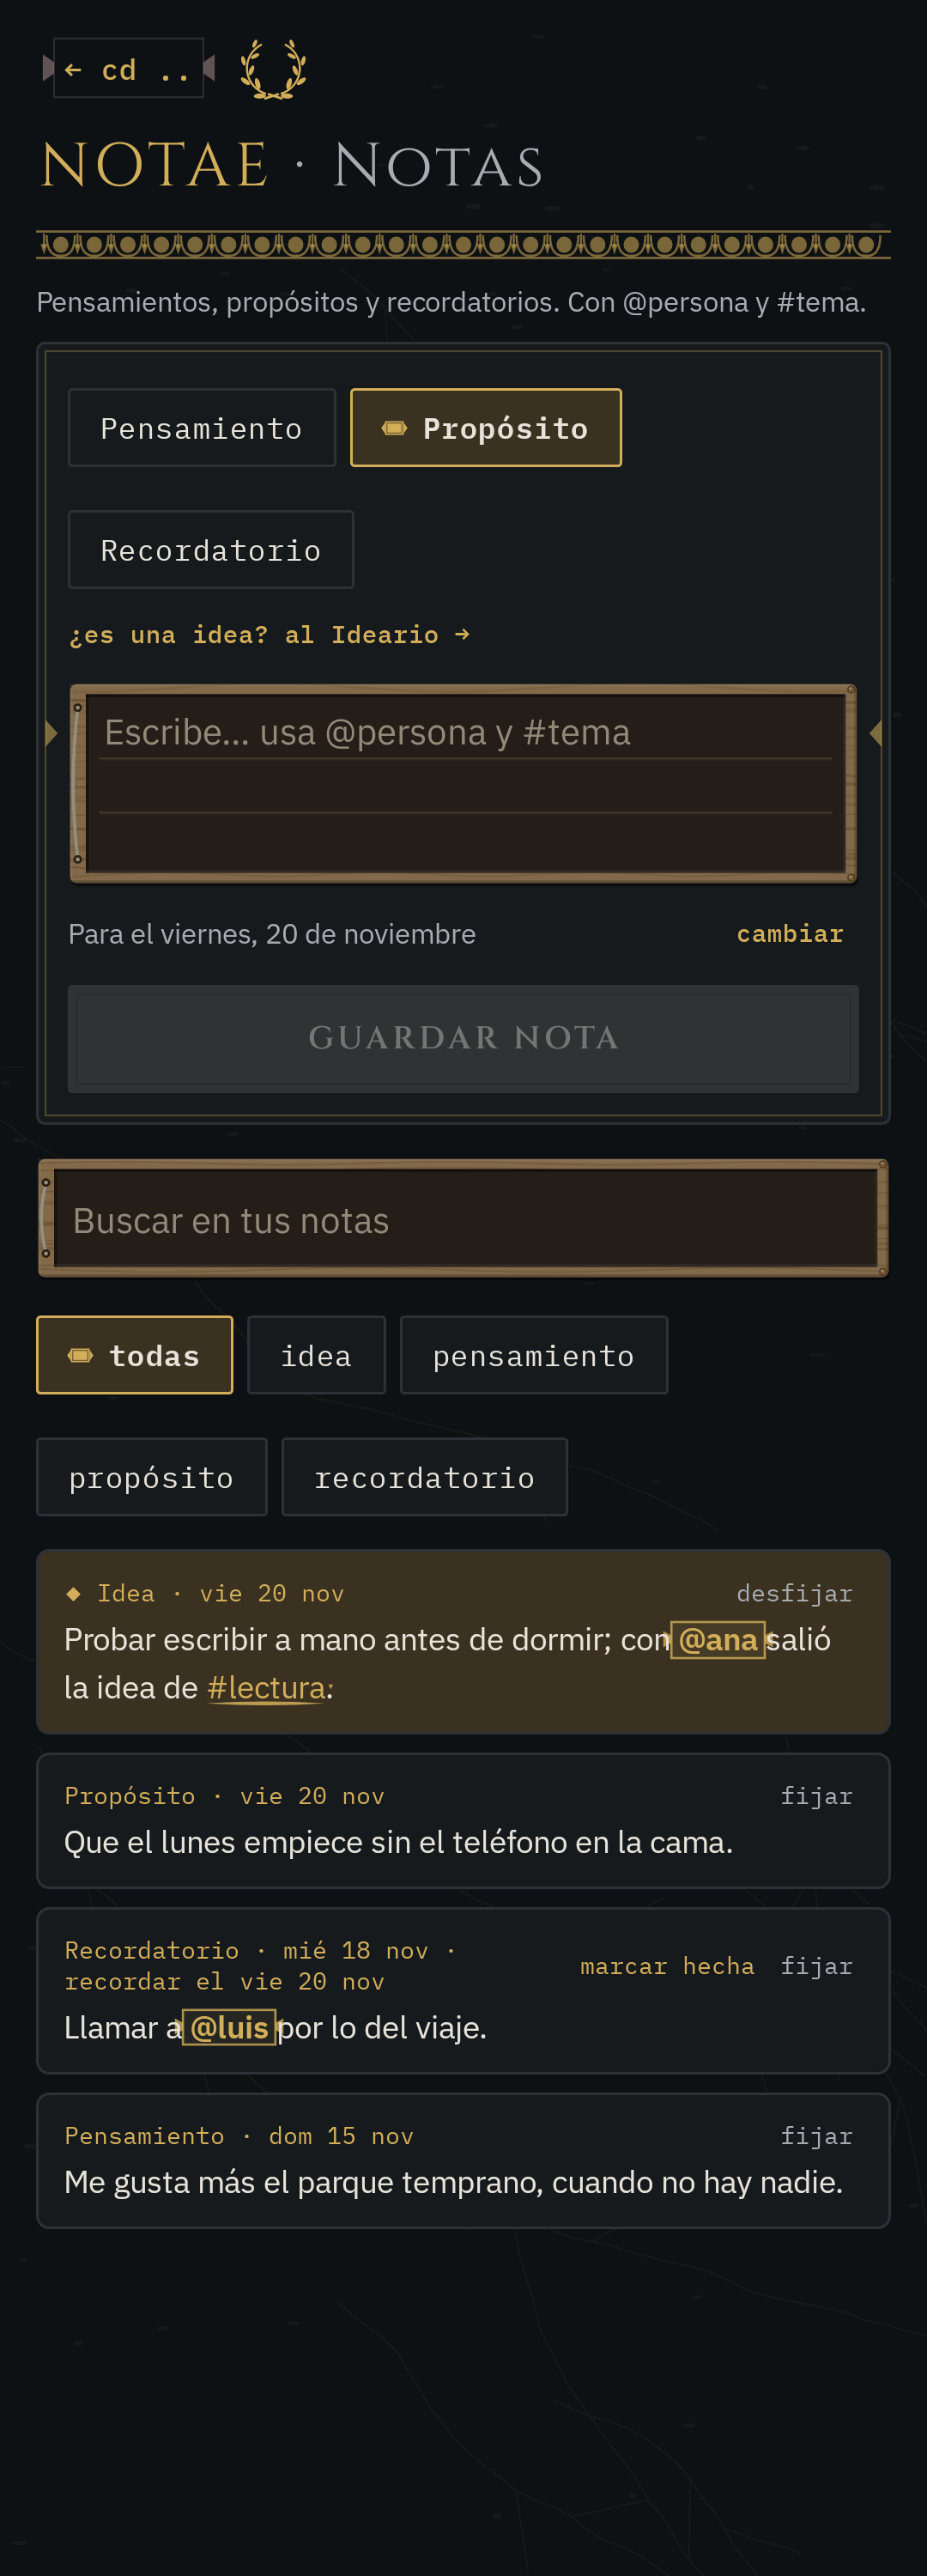 ← cd ..
NOTAE · Notas
Pensamientos, propósitos y recordatorios. Con @persona y #tema.
Pensamiento
Propósito
Recordatorio
¿es una idea? al Ideario →
Escribe... usa @persona y #tema
Para el viernes, 20 de noviembre
cambiar
GUARDAR NOTA
Buscar en tus notas
todas
idea
pensamiento
propósito
recordatorio
◆ Idea · vie 20 nov
desfijar
Probar escribir a mano antes de dormir; con @ana salió
la idea de #lectura.
Propósito · vie 20 nov
fijar
Que el lunes empiece sin el teléfono en la cama.
Recordatorio · mié 18 nov ·
recordar el vie 20 nov
marcar hecha
fijar
Llamar a @luis por lo del viaje.
Pensamiento · dom 15 nov
fijar
Me gusta más el parque temprano, cuando no hay nadie.